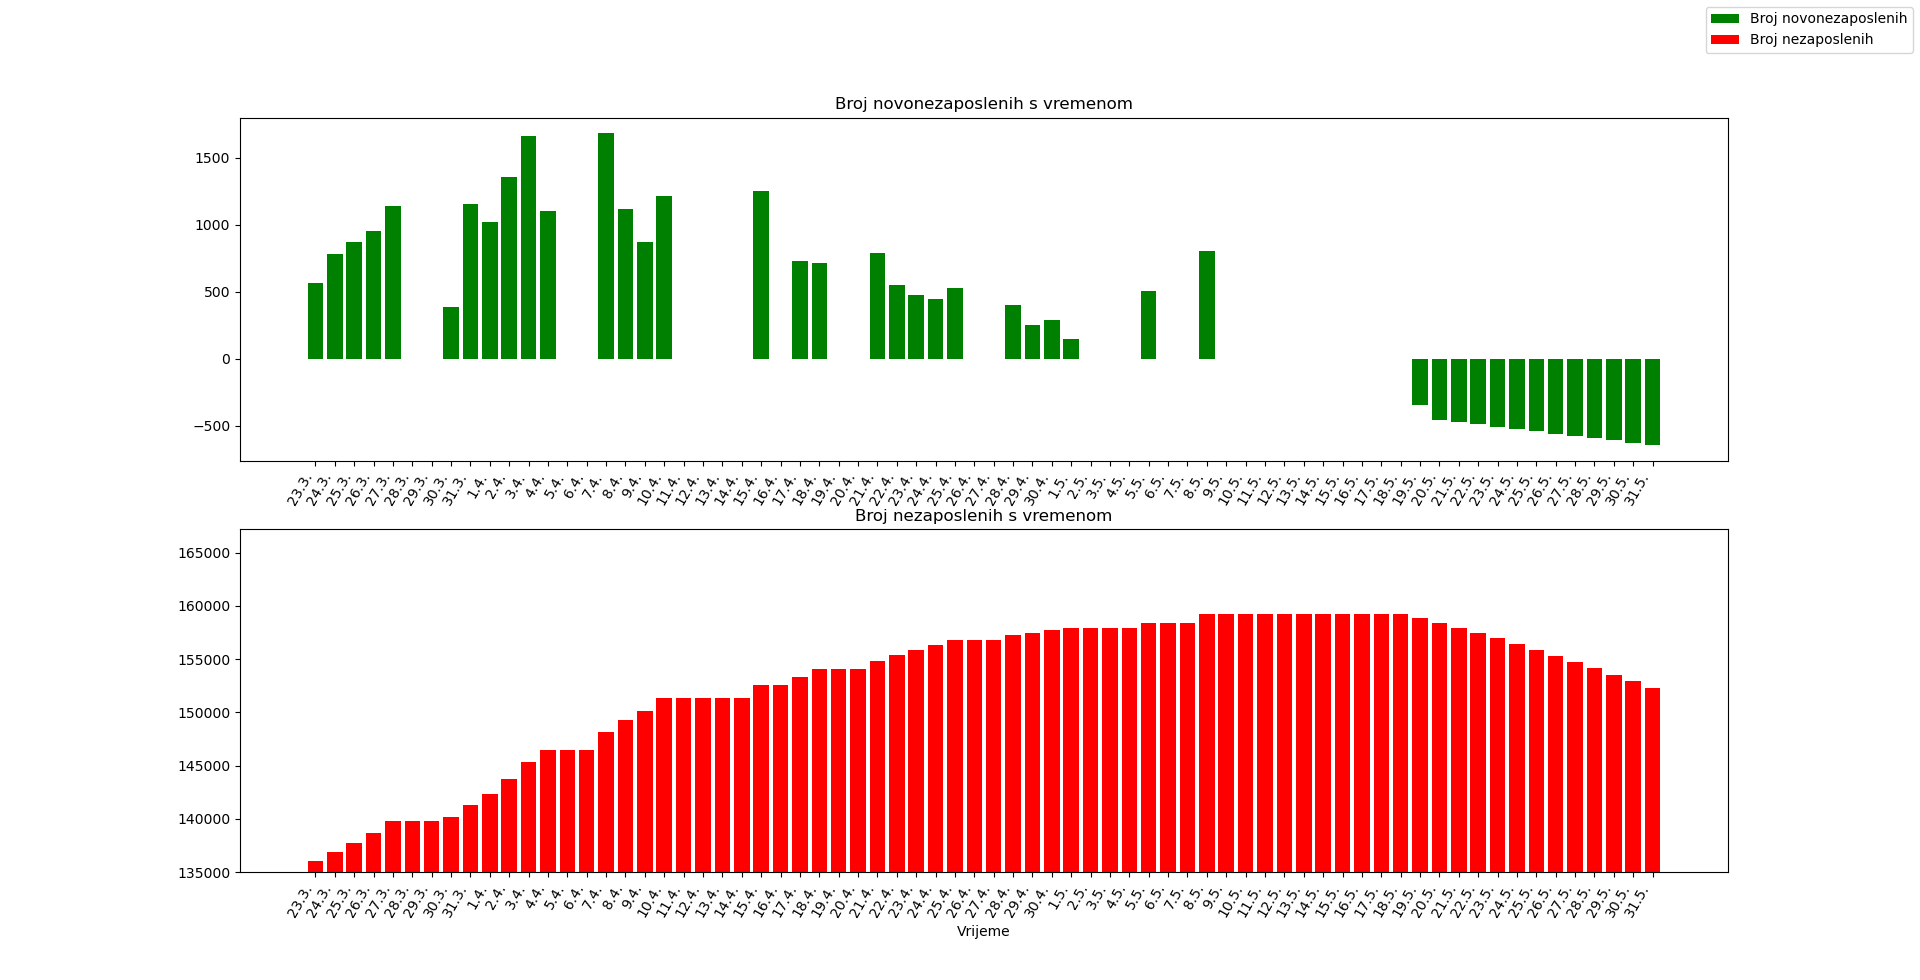 Broj novonezaposlenih
Broj nezaposlenih
Broj novonezaposlenih s vremenom
1500
1000
500
0
−500
23.3. 24.3. 25.3. 26.3. 27.3. 28.3. 29.3. 30.3. 31.3. 1.4. 2.4. 3.4. 4.4. 5.4. 6.4. 7.4. 8.4. 9.4. 10.4. 11.4. 12.4. 13.4. 14.4. 15.4. 16.4. 17.4. 18.4. 19.4. 20.4. 21.4. 22.4. 23.4. 24.4. 25.4. 26.4. 27.4. 28.4. 29.4. 30.4. 1.5. 2.5. 3.5. 4.5. 5.5. 6.5. 7.5. 8.5. 9.5. 10.5. 11.5. 12.5. 13.5. 14.5. 15.5. 16.5. 17.5. 18.5. 19.5. 20.5. 21.5. 22.5. 23.5. 24.5. 25.5. 26.5. 27.5. 28.5. 29.5. 30.5. 31.5.
Broj nezaposlenih s vremenom
165000
160000
155000
150000
145000
140000
135000
23.3. 24.3. 25.3. 26.3. 27.3. 28.3. 29.3. 30.3. 31.3. 1.4. 2.4. 3.4. 4.4. 5.4. 6.4. 7.4. 8.4. 9.4. 10.4. 11.4. 12.4. 13.4. 14.4. 15.4. 16.4. 17.4. 18.4. 19.4. 20.4. 21.4. 22.4. 23.4. 24.4. 25.4. 26.4. 27.4. 28.4. 29.4. 30.4. 1.5. 2.5. 3.5. 4.5. 5.5. 6.5. 7.5. 8.5. 9.5. 10.5. 11.5. 12.5. 13.5. 14.5. 15.5. 16.5. 17.5. 18.5. 19.5. 20.5. 21.5. 22.5. 23.5. 24.5. 25.5. 26.5. 27.5. 28.5. 29.5. 30.5. 31.5.
Vrijeme